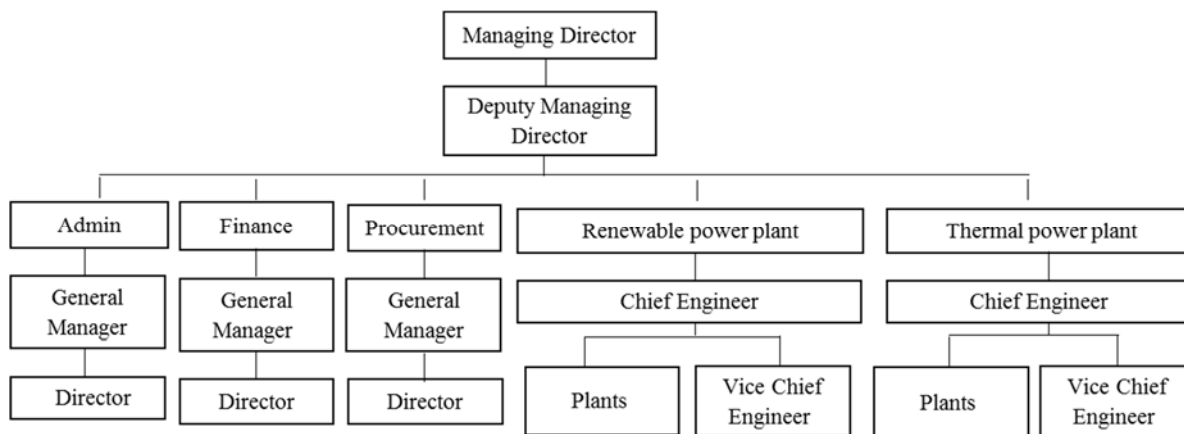 Managing Director
Deputy Managing
Director
Admin
Finance
Procurement
Renewable power plant
Thermal power plant
General
Manager
General
Manager
General
Manager
Chief Engineer
Chief Engineer
Director
Director
Director
Plants
Vice Chief
Engineer
Plants
Vice Chief
Engineer